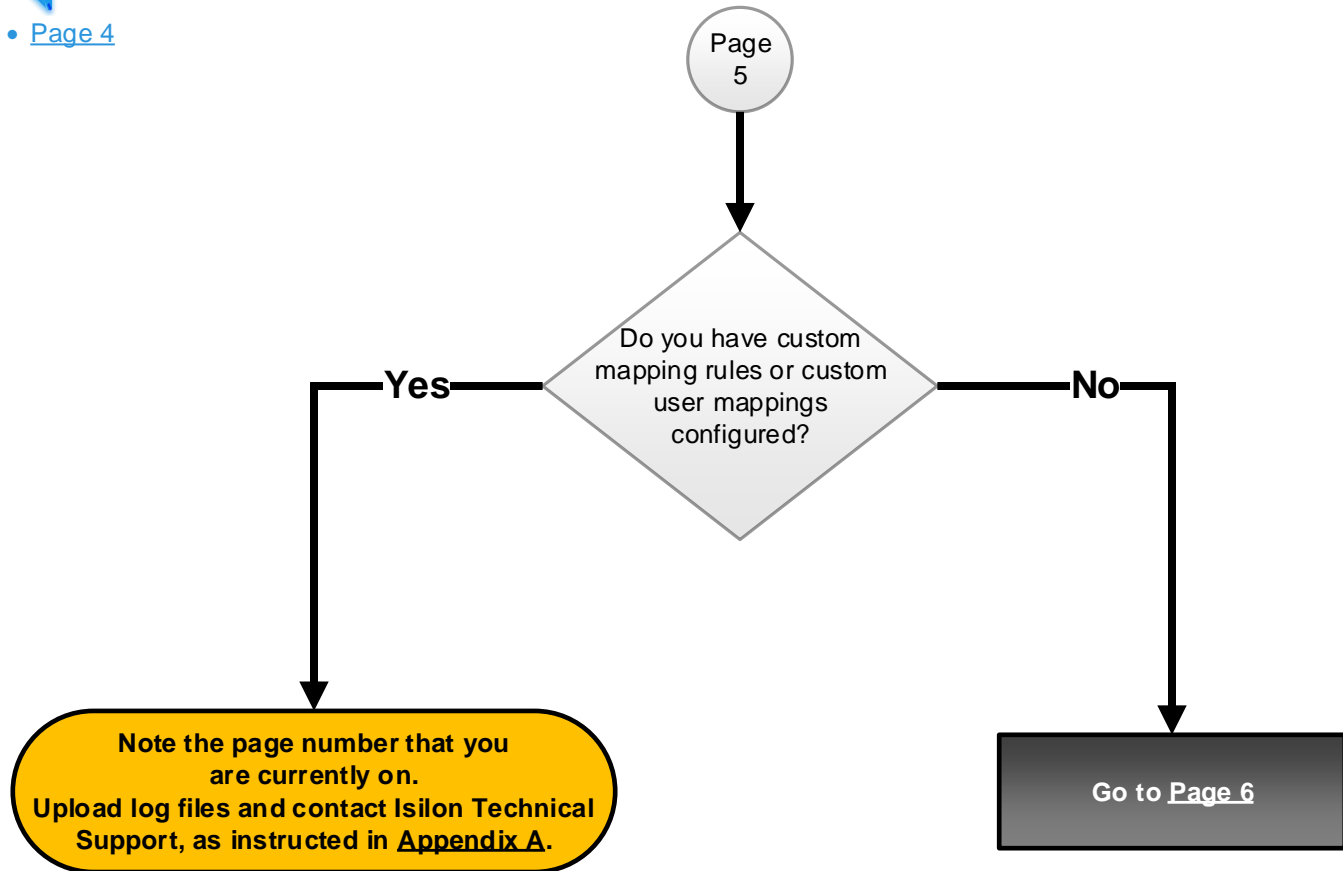 • Page 4
Page
5
Do you have custom
mapping rules or custom
user mappings
configured?
Yes
No
Note the page number that you
are currently on.
Upload log files and contact Isilon Technical
Support, as instructed in Appendix A.
Go to Page 6